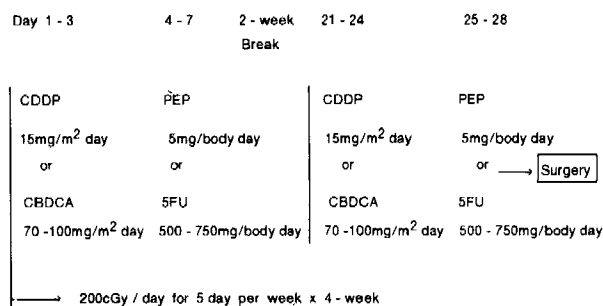 Day 1 - 3 4 - 7 2 - week 21 - 24 25 - 28
Break
CDDP PEP CDDP PEP
15mg/m² day 5mg/body day 15mg/m² day 5mg/body day
or or or or → Surgery
CBDCA 5FU CBDCA 5FU
70 -100mg/m² day 500 - 750mg/body day 70 -100mg/m² day 500 - 750mg/body day
200cGy / day for 5 day per week x 4 - week